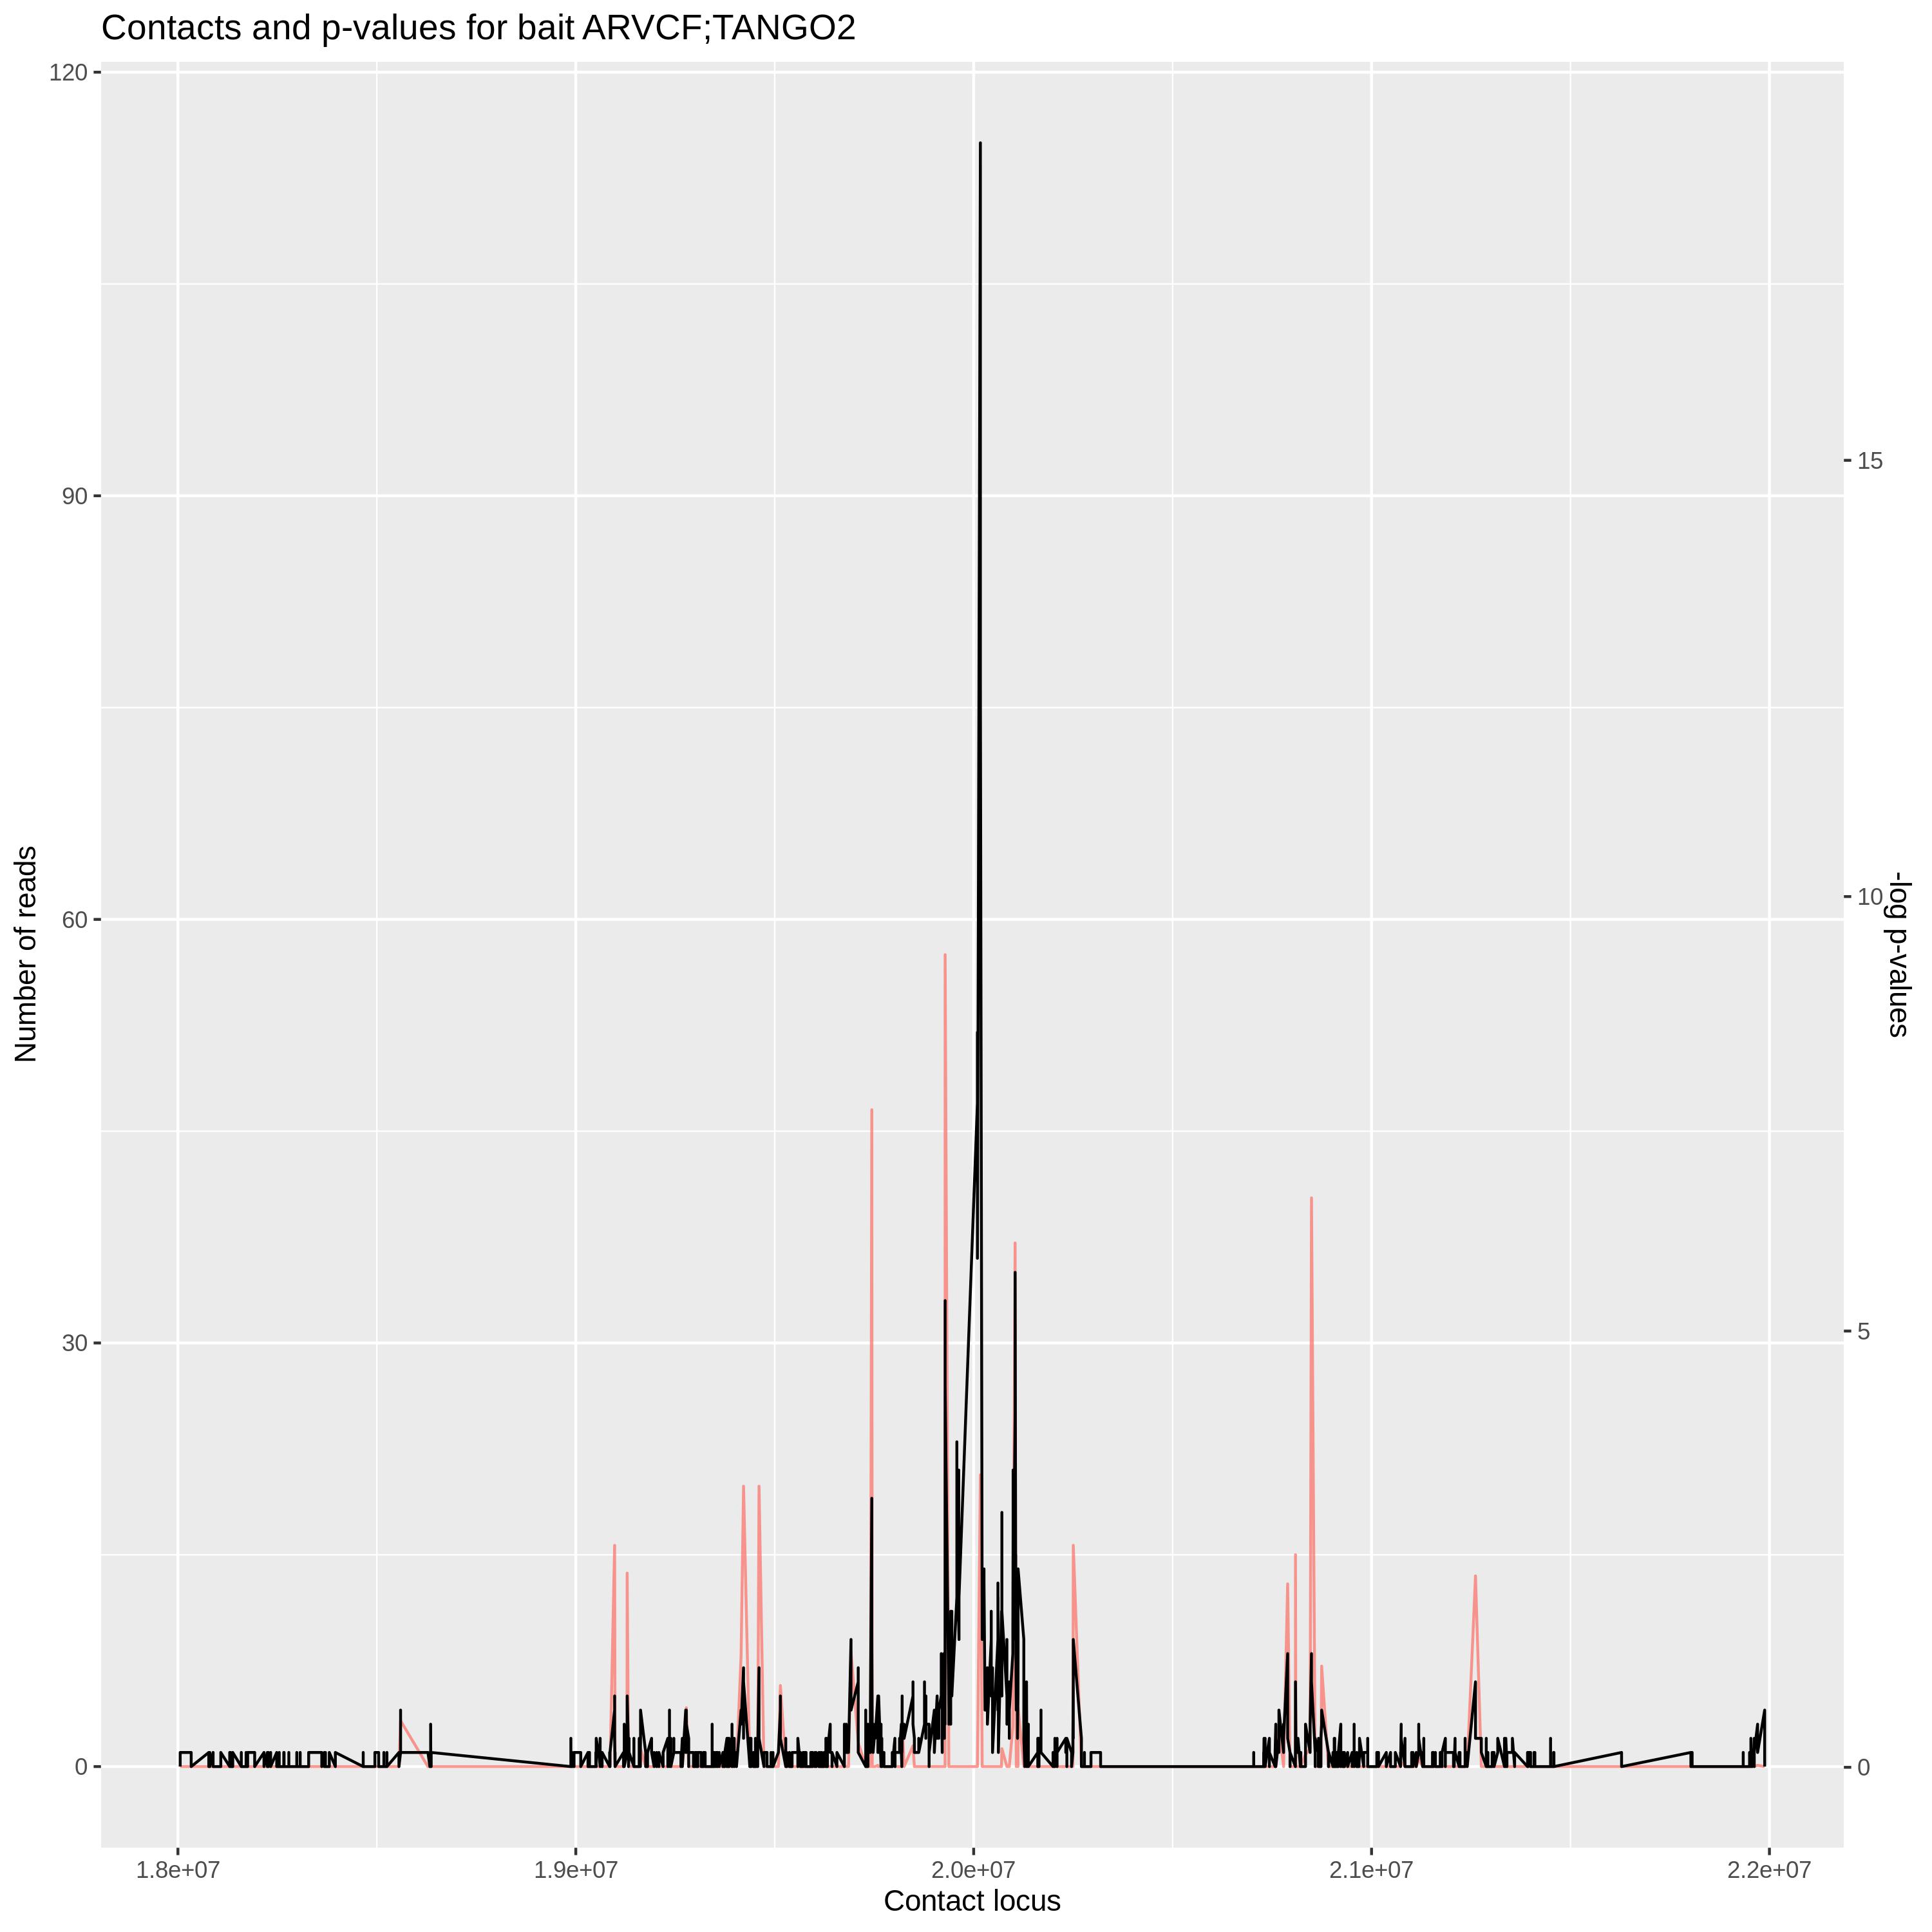 Contacts and p-values for bait ARVCF;TANGO2
120
90
60
30
0
Number of reads
15
10
5
0
-log p-values
1.8e+07
1.9e+07
2.0e+07
2.1e+07
2.2e+07
Contact locus